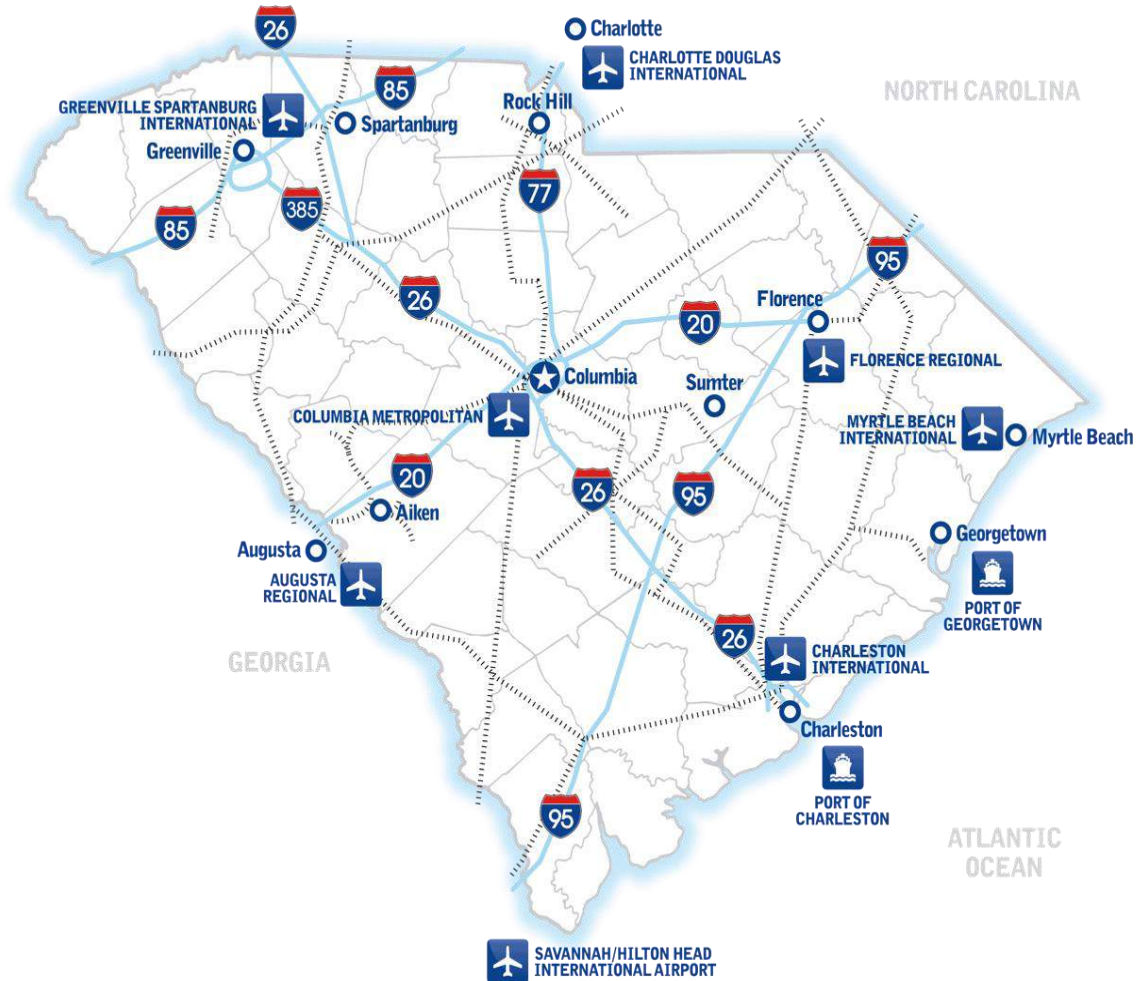 26
Charlotte
CHARLOTTE DOUGLAS
INTERNATIONAL
85
NORTH CAROLINA
GREENVILLE SPARTANBURG
INTERNATIONAL
Rock Hill
Spartanburg
Greenville
77
385
85
95
26
Florence
20
FLORENCE REGIONAL
Columbia
Sumter
COLUMBIA METROPOLITAN
MYRTLE BEACH
INTERNATIONAL
Myrtle Beach
20
26
95
Aiken
Augusta
Georgetown
AUGUSTA
REGIONAL
PORT OF
GEORGETOWN
26
CHARLESTON
INTERNATIONAL
GEORGIA
Charleston
PORT OF
CHARLESTON
95
ATLANTIC
OCEAN
SAVANNAH/HILTON HEAD
INTERNATIONAL AIRPORT